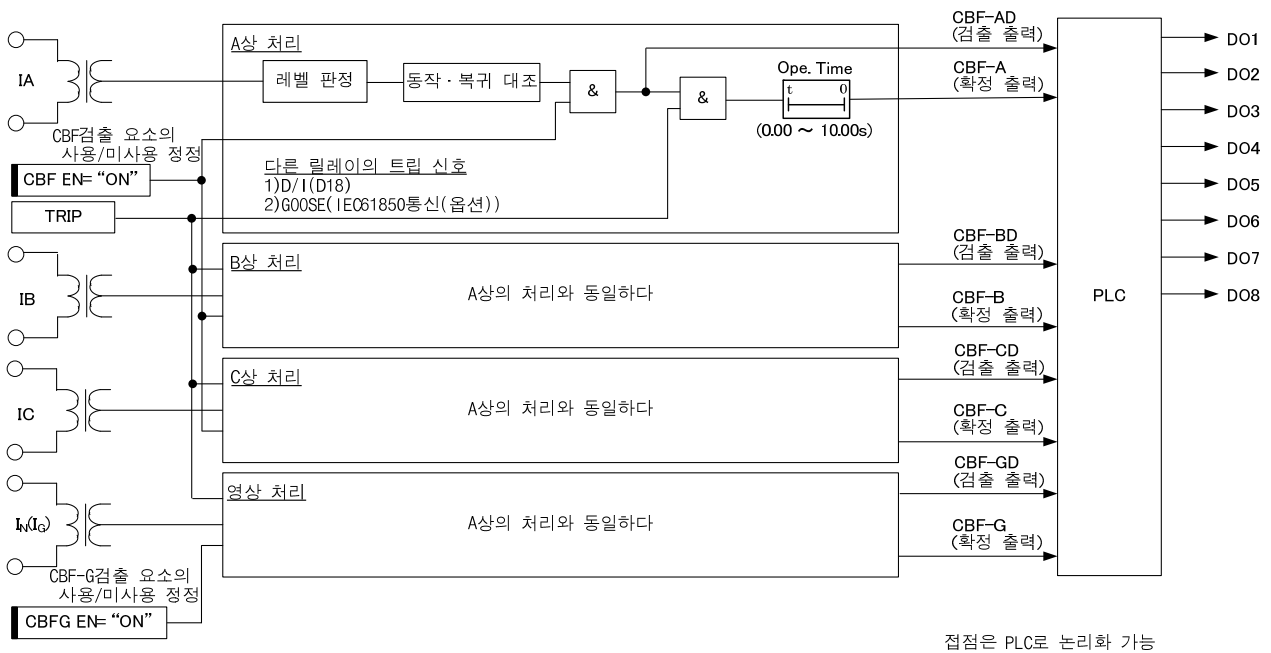 A상 처리
IA
레벨 판정
동작·복귀 대조
&
&
Ope. Time
t 0
(0.00 ～ 10.00s)
CBF-AD
(검출 출력)
CBF-A
(확정 출력)
CBF검출 요소의
사용/미사용 정정
CBF EN= “ON”
TRIP
다른 릴레이의 트립 신호
1)D/I(D18)
2)GOOSE(IEC61850통신(옵션))
IB
B상 처리
A상의 처리와 동일하다
CBF-BD
(검출 출력)
CBF-B
(확정 출력)
IC
C상 처리
A상의 처리와 동일하다
CBF-CD
(검출 출력)
CBF-C
(확정 출력)
IN(IG)
영상 처리
A상의 처리와 동일하다
CBF-GD
(검출 출력)
CBF-G
(확정 출력)
CBF-G검출 요소의
사용/미사용 정정
CBFG EN= “ON”
PLC
DO1
DO2
DO3
DO4
DO5
DO6
DO7
DO8
접점은 PLC로 논리화 가능